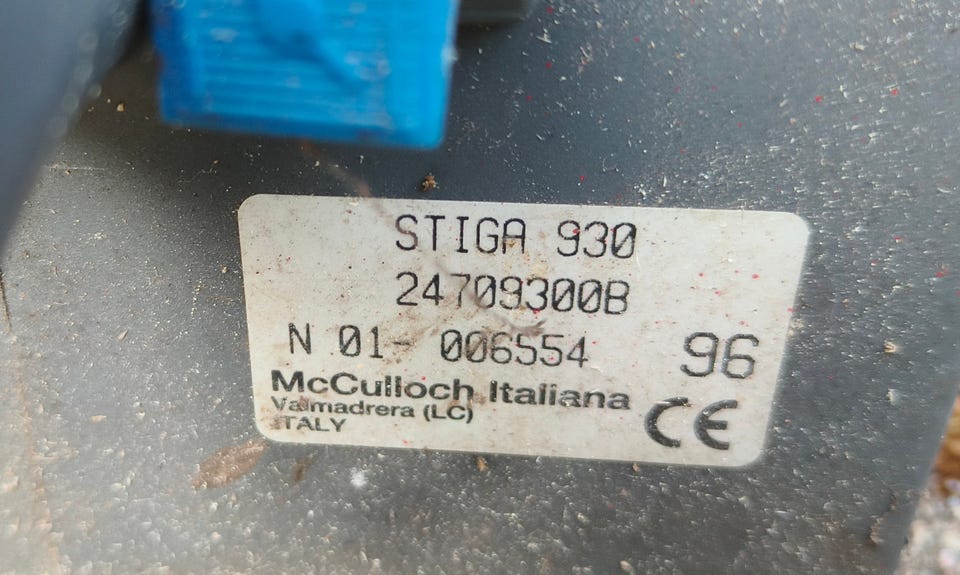 STIGA 930
24709300B
N 01- 006554 96
McCulloch Italiana
Valmadrera (LC)
ITALY
CE